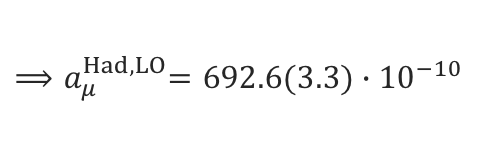 ⟹ a_μ^{Had,LO} = 692.6(3.3) · 10^{−10}